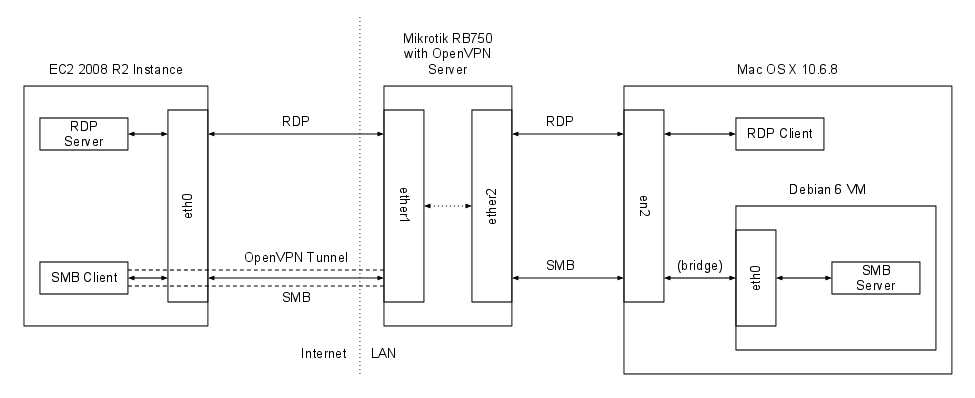 Mikrotik RB750
with OpenVPN
Server
EC2 2008 R2 Instance
Mac OS X 10.6.8
RDP
Server
RDP
RDP
RDP Client
eth0
ether1
ether2
en2
Debian 6 VM
SMB Client
OpenVPN Tunnel
SMB
SMB
(bridge)
eth0
SMB
Server
Internet
LAN